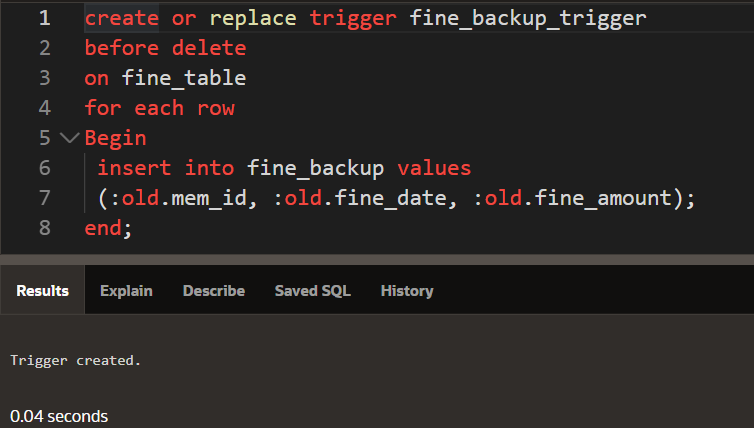 1 create or replace trigger fine_backup_trigger
2 before delete
3 on fine_table
4 for each row
5 Begin
6 insert into fine_backup values
7 (:old.mem_id, :old.fine_date, :old.fine_amount);
8 end;
Results Explain Describe Saved SQL History
Trigger created.
0.04 seconds